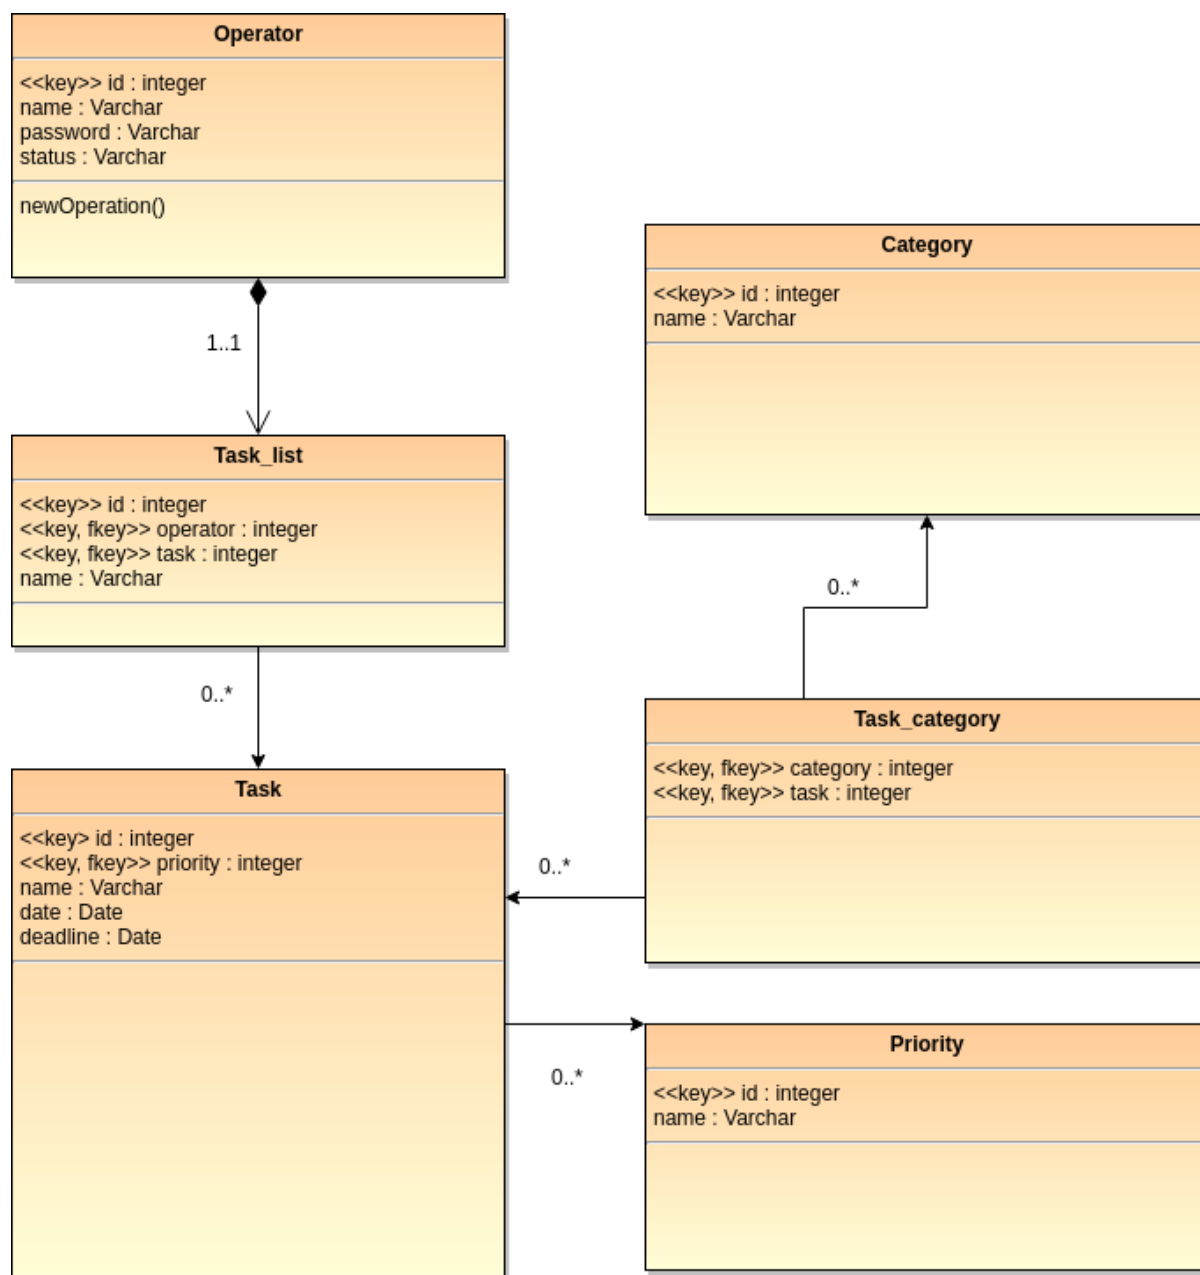 Operator
<<key>> id : integer
name : Varchar
password : Varchar
status : Varchar
newOperation()
1..1
Task_list
<<key>> id : integer
<<key, fkey>> operator : integer
<<key, fkey>> task : integer
name : Varchar
0..*
Task
<<key> id : integer
<<key, fkey>> priority : integer
name : Varchar
date : Date
deadline : Date
Category
<<key>> id : integer
name : Varchar
0..*
Task_category
<<key, fkey>> category : integer
<<key, fkey>> task : integer
0..*
0..*
Priority
<<key>> id : integer
name : Varchar